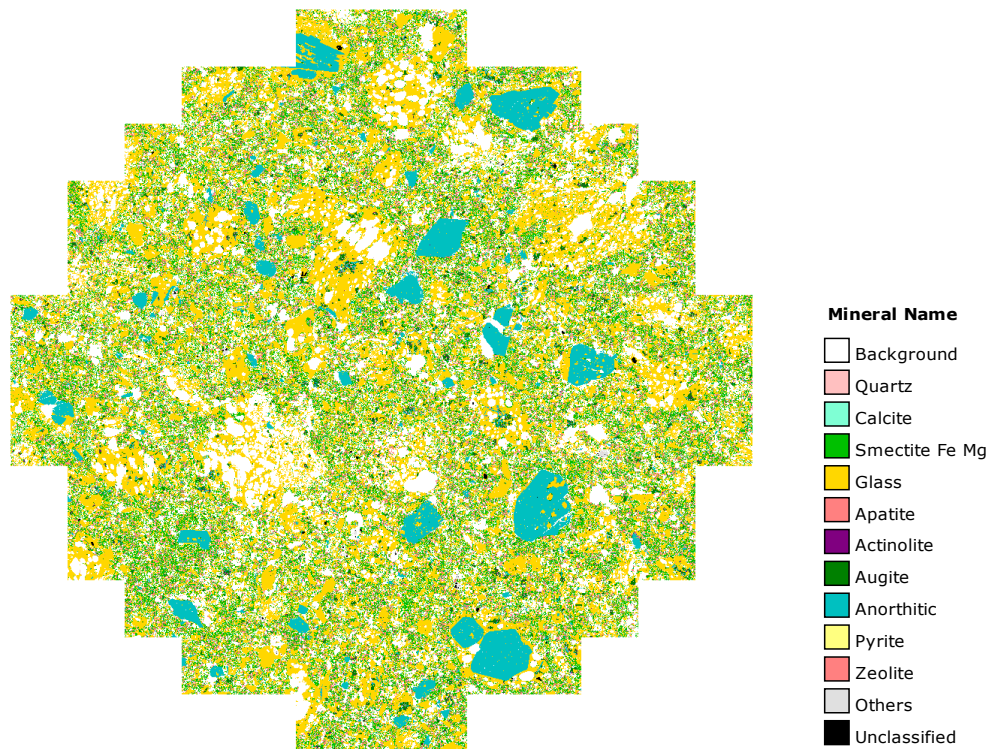 Mineral Name
Background
Quartz
Calcite
Smectite Fe Mg
Glass
Apatite
Actinolite
Augite
Anorthitic
Pyrite
Zeolite
Others
Unclassified